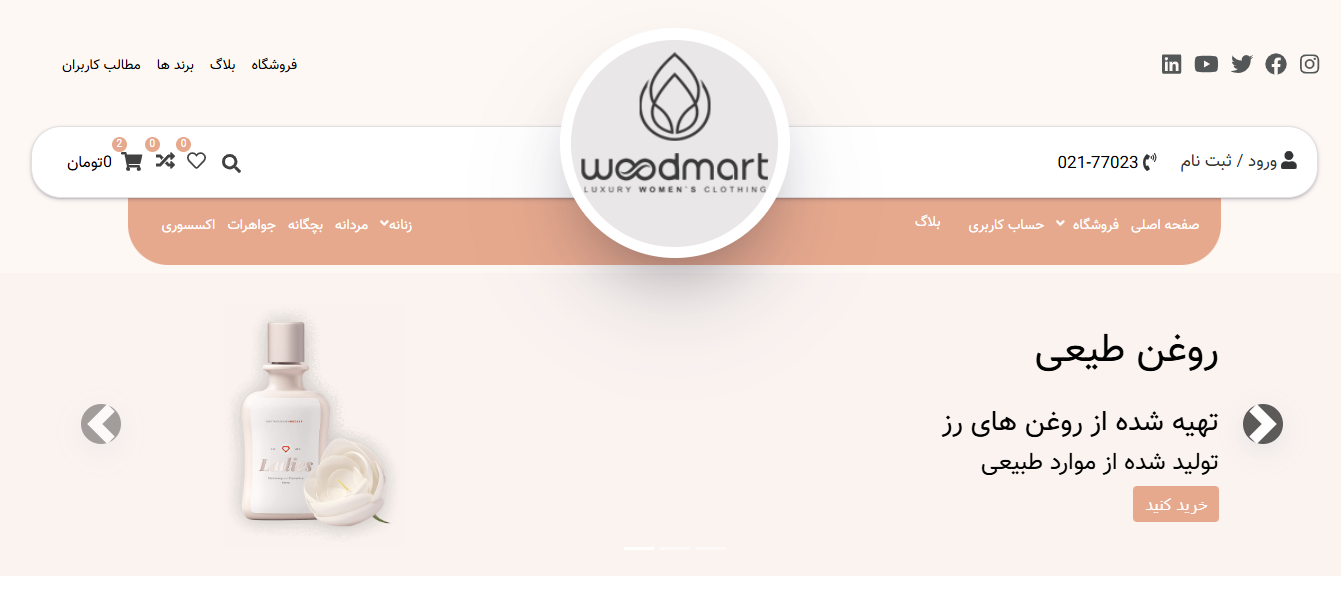 فروشگاه بلاگ برند ها مطالب کاربران
ورود / ثبت نام
021-77023
0 0 2
0تومان
woodmart
LUXURY WOMEN`S CLOTHING
صفحه اصلی فروشگاه حساب کاربری بلاگ
زنانه مردانه بچگانه جواهرات اکسسوری
روغن طیعی
تهیه شده از روغن های رز
تولید شده از موارد طبیعی
خرید کنید
Ladies